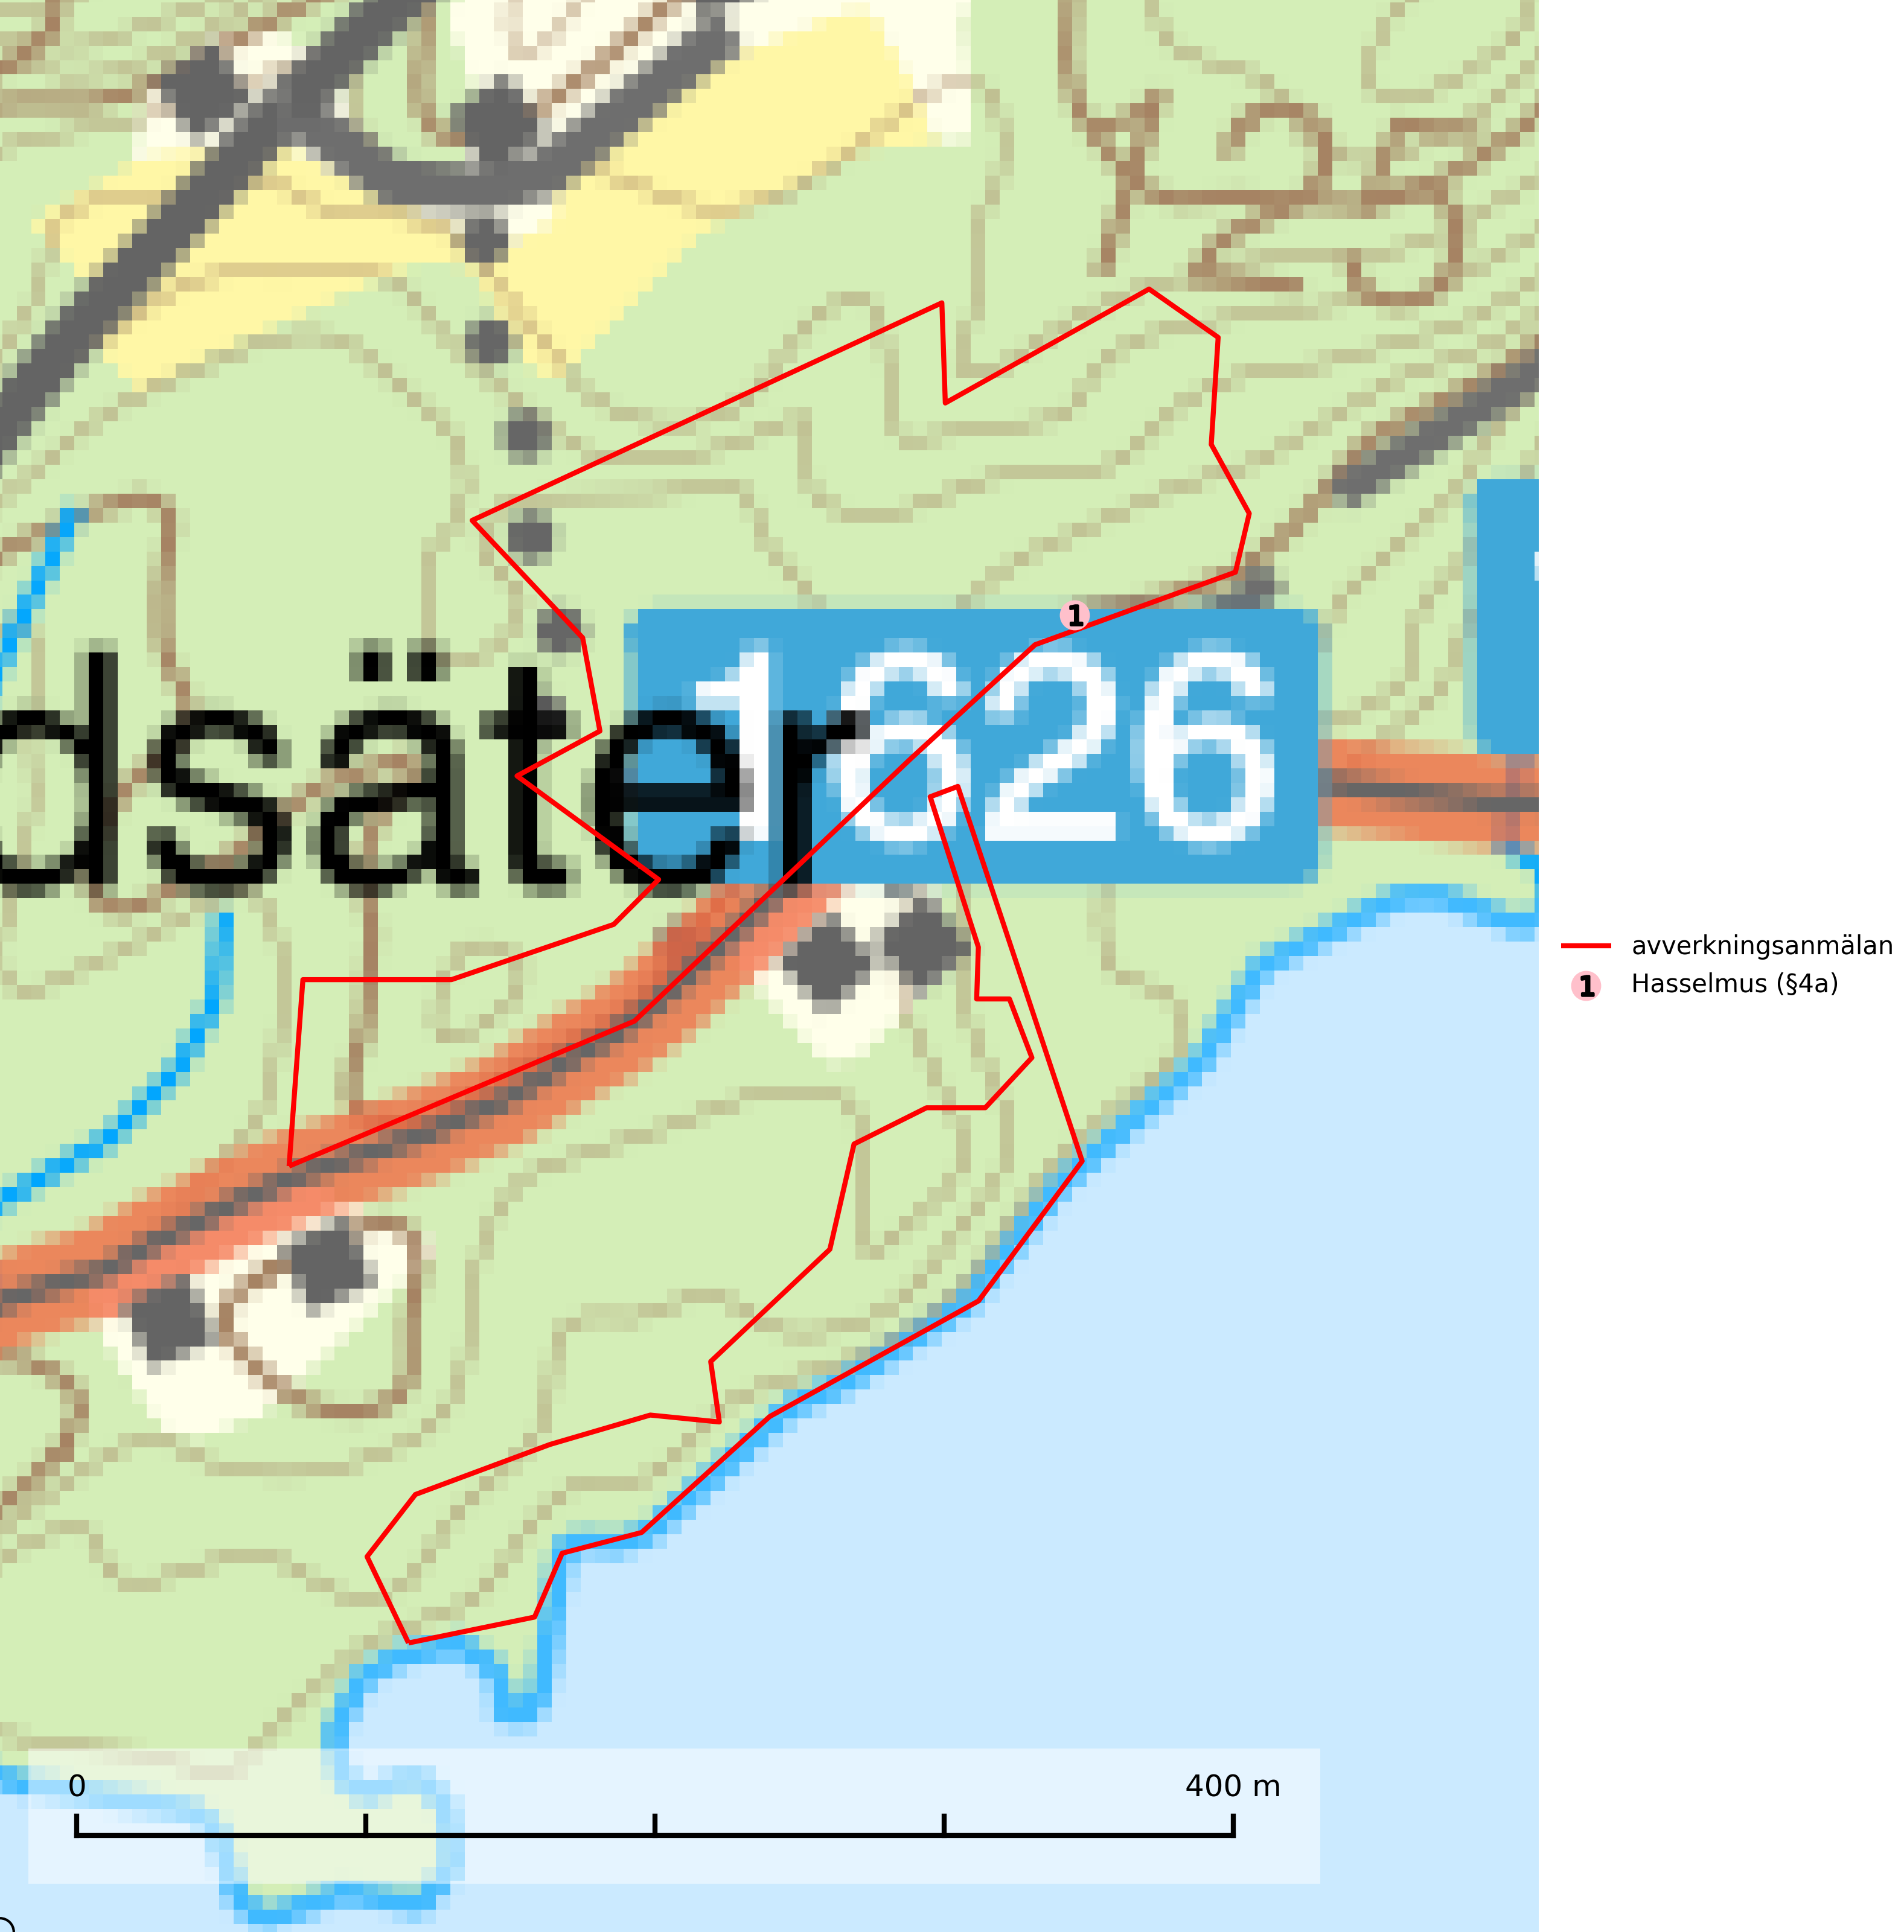 dsäter
1626
1
avverkningsanmälan
1 Hasselmus (§4a)
0 400 m